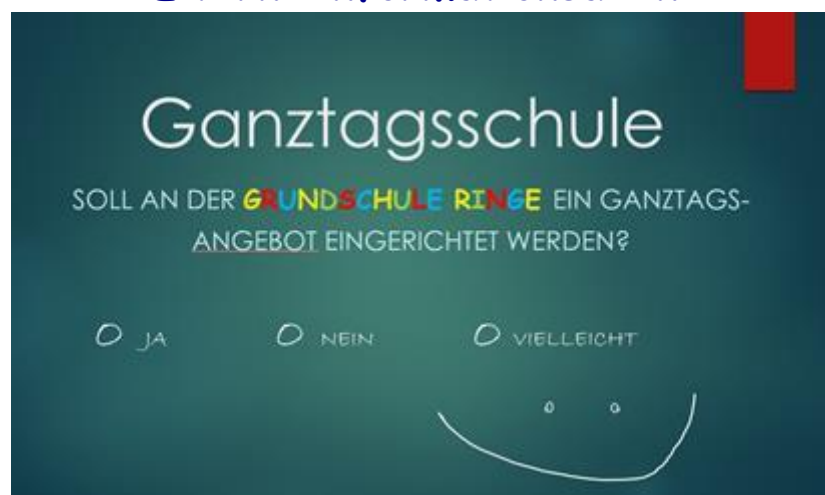 Ganztagsschule
SOLL AN DER GRUNDSCHULE RINGE EIN GANZTAGS-
ANGEBOT EINGERICHTET WERDEN?
JA NEIN VIELLEICHT